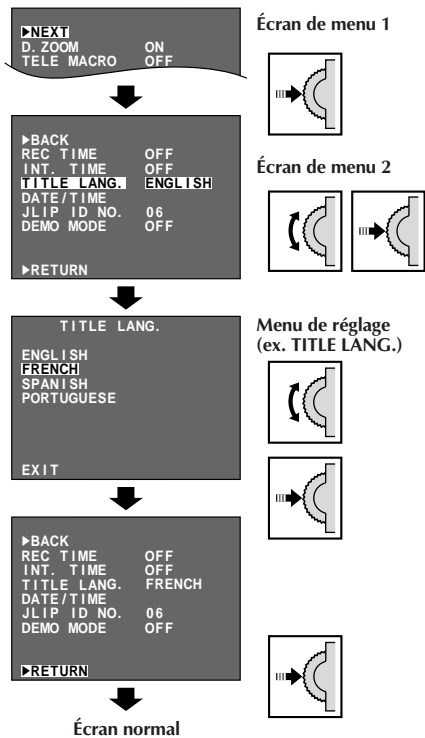 Écran de menu 1
▶NEXT
D. ZOOM ON
TELE MACRO OFF
Écran de menu 2
▶BACK
REC TIME OFF
INT. TIME OFF
TITLE LANG. ENGLISH
DATE/TIME
JLIP ID NO. 06
DEMO MODE OFF
▶RETURN
Menu de réglage
(ex. TITLE LANG.)
TITLE LANG.
ENGLISH
FRENCH
SPANISH
PORTUGUESE
EXIT
▶BACK
REC TIME OFF
INT. TIME OFF
TITLE LANG. FRENCH
DATE/TIME
JLIP ID NO. 06
DEMO MODE OFF
▶RETURN
Écran normal